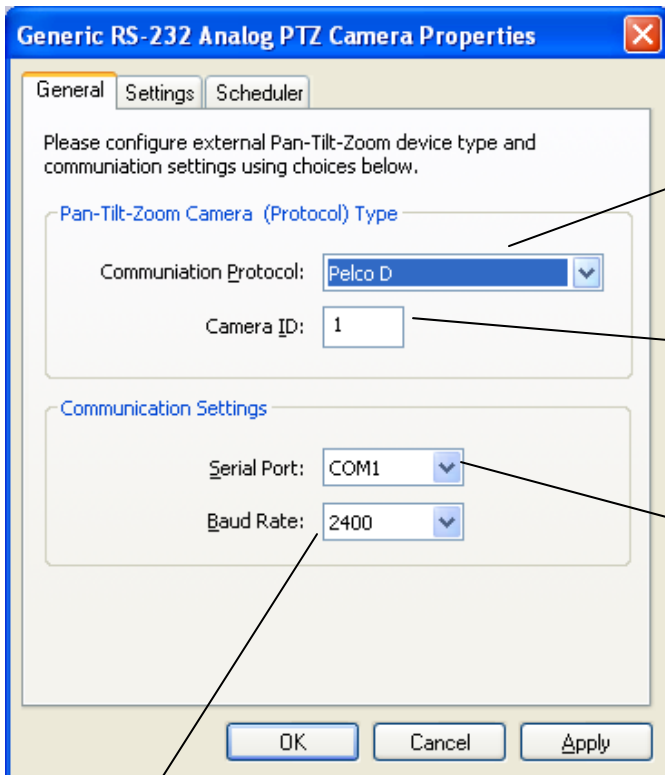 Generic RS-232 Analog PTZ Camera Properties
General Settings Scheduler
Please configure external Pan-Tilt-Zoom device type and
communiation settings using choices below.
Pan-Tilt-Zoom Camera (Protocol) Type
Communiation Protocol: Pelco D
Camera ID: 1
Communication Settings
Serial Port: COM1
Baud Rate: 2400
OK Cancel Apply